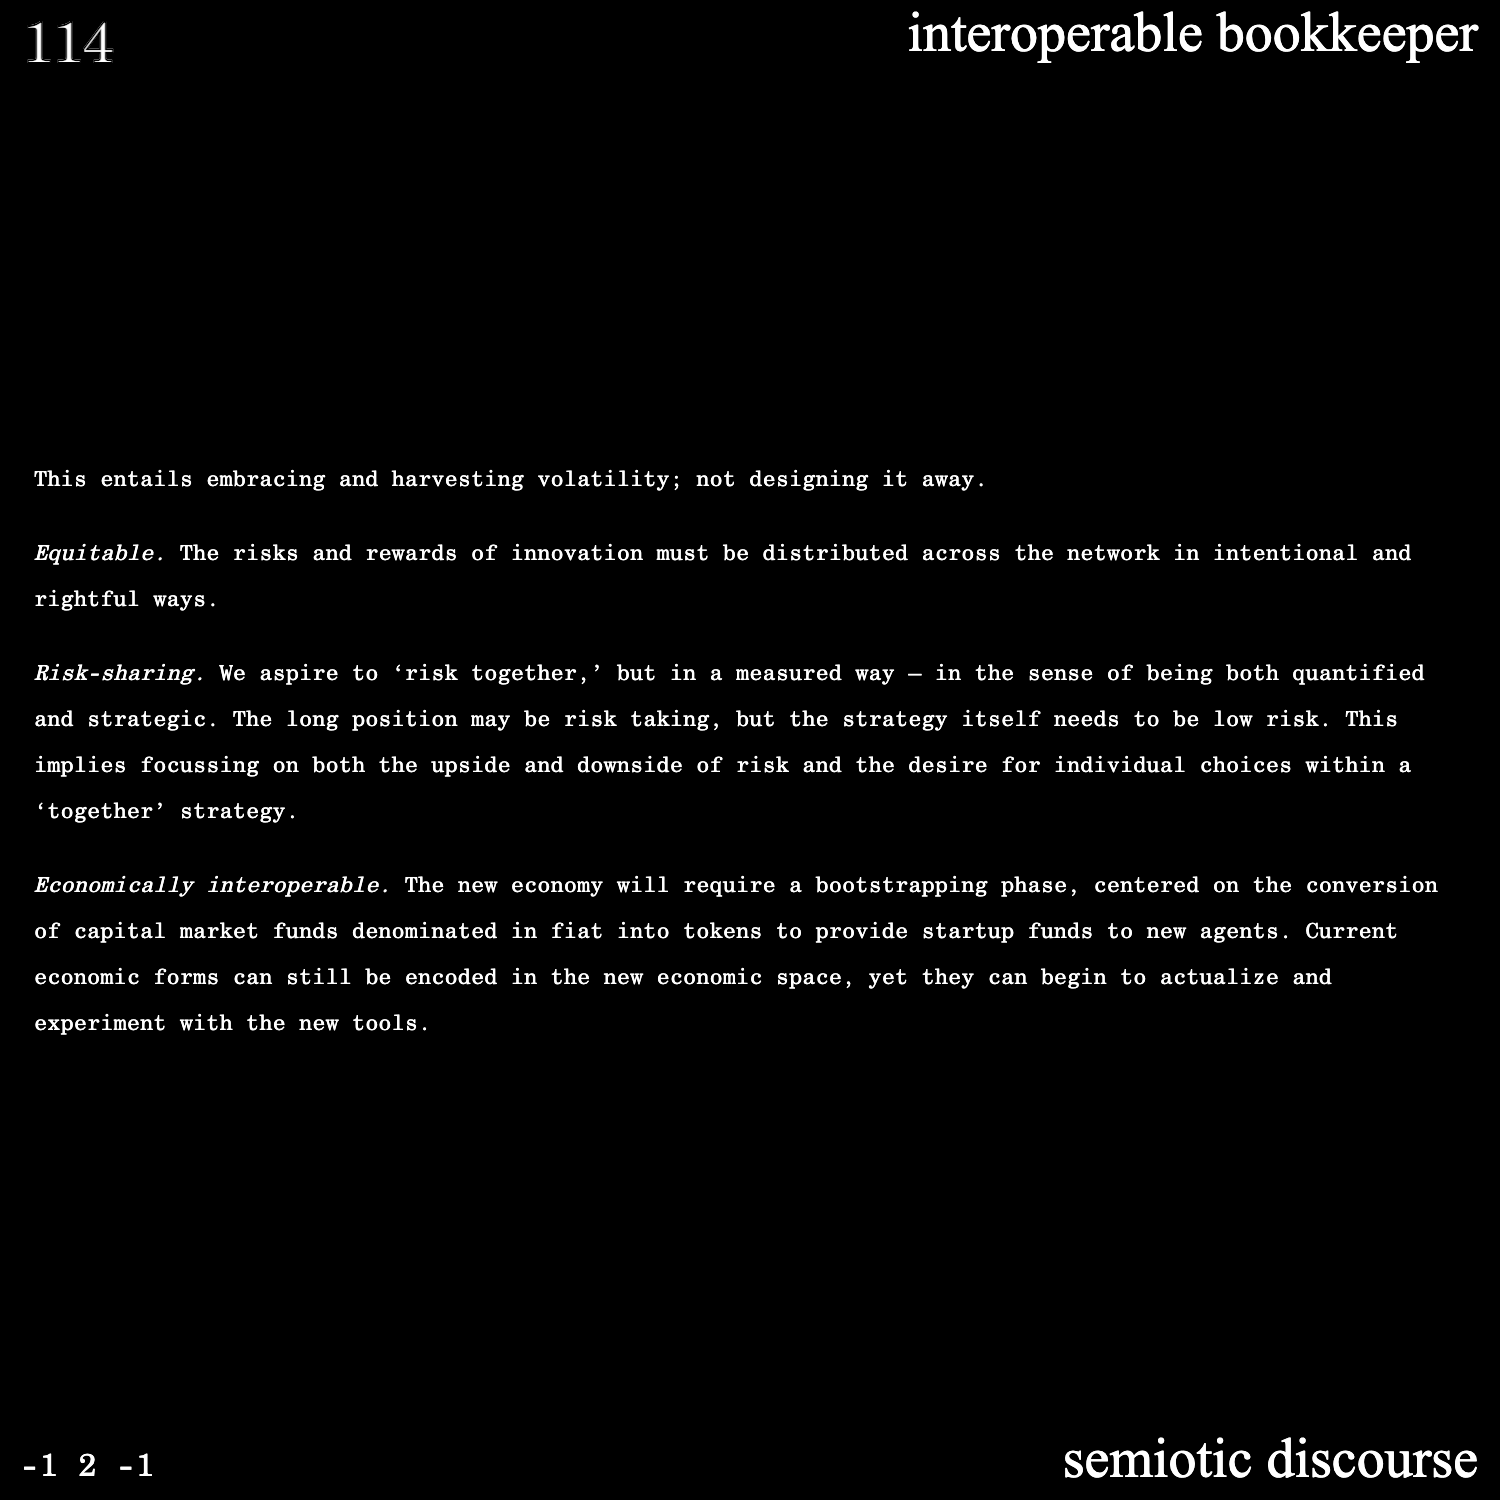 114
interoperable bookkeeper
This entails embracing and harvesting volatility; not designing it away.
Equitable. The risks and rewards of innovation must be distributed across the network in intentional and
rightful ways.
Risk-sharing. We aspire to ‘risk together,’ but in a measured way – in the sense of being both quantified
and strategic. The long position may be risk taking, but the strategy itself needs to be low risk. This
implies focussing on both the upside and downside of risk and the desire for individual choices within a
‘together’ strategy.
Economically interoperable. The new economy will require a bootstrapping phase, centered on the conversion
of capital market funds denominated in fiat into tokens to provide startup funds to new agents. Current
economic forms can still be encoded in the new economic space, yet they can begin to actualize and
experiment with the new tools.
-1 2 -1
semiotic discourse